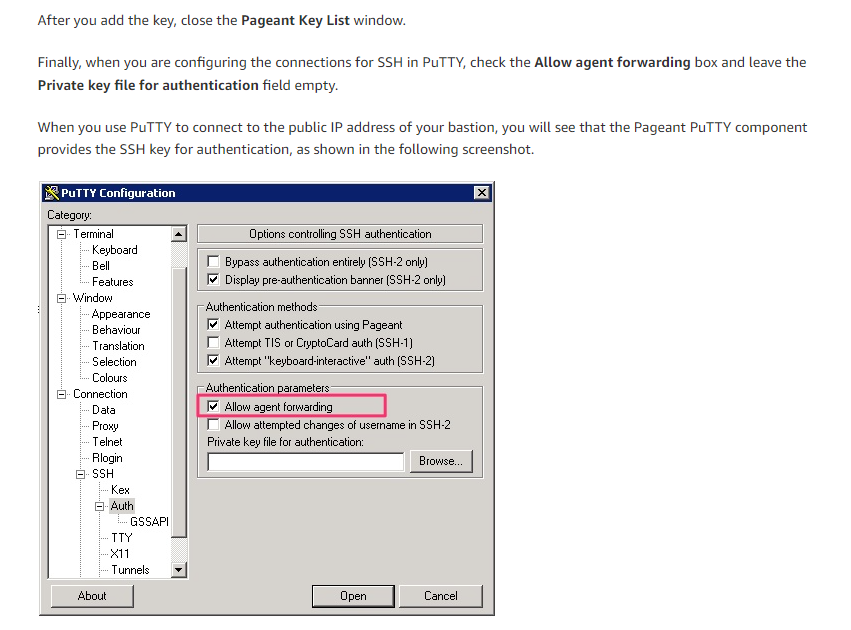 After you add the key, close the Pageant Key List window.
Finally, when you are configuring the connections for SSH in PuTTY, check the Allow agent forwarding box and leave the
Private key file for authentication field empty.
When you use PuTTY to connect to the public IP address of your bastion, you will see that the Pageant PuTTY component
provides the SSH key for authentication, as shown in the following screenshot.
PuTTY Configuration
Category:
Terminal
Keyboard
Bell
Features
Window
Appearance
Behaviour
Translation
Selection
Colours
Connection
Data
Proxy
Telnet
Rlogin
SSH
Kex
Auth
GSSAPI
TTY
X11
Tunnels
Options controlling SSH authentication
Bypass authentication entirely (SSH-2 only)
Display pre-authentication banner (SSH-2 only)
Authentication methods
Attempt authentication using Pageant
Attempt TIS or CryptoCard auth (SSH-1)
Attempt "keyboard-interactive" auth (SSH-2)
Authentication parameters
Allow agent forwarding
Allow attempted changes of username in SSH-2
Private key file for authentication:
Browse...
About
Open
Cancel